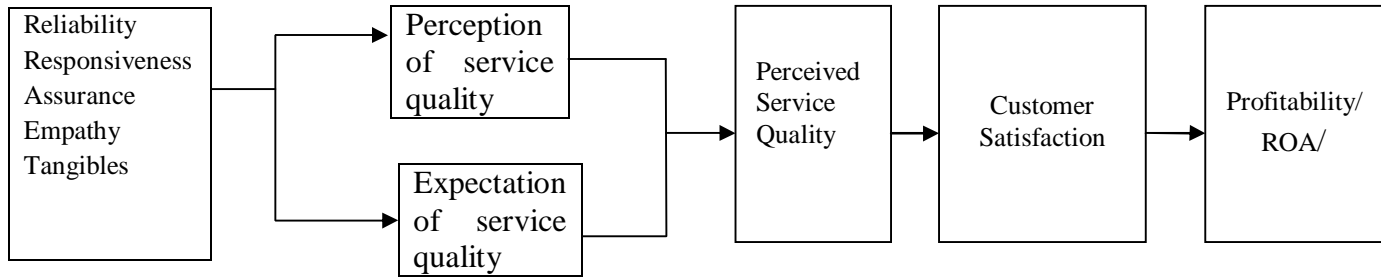 Reliability
Responsiveness
Assurance
Empathy
Tangibles
Perception
of service
quality
Expectation
of service
quality
Perceived
Service
Quality
Customer
Satisfaction
Profitability/
ROA/